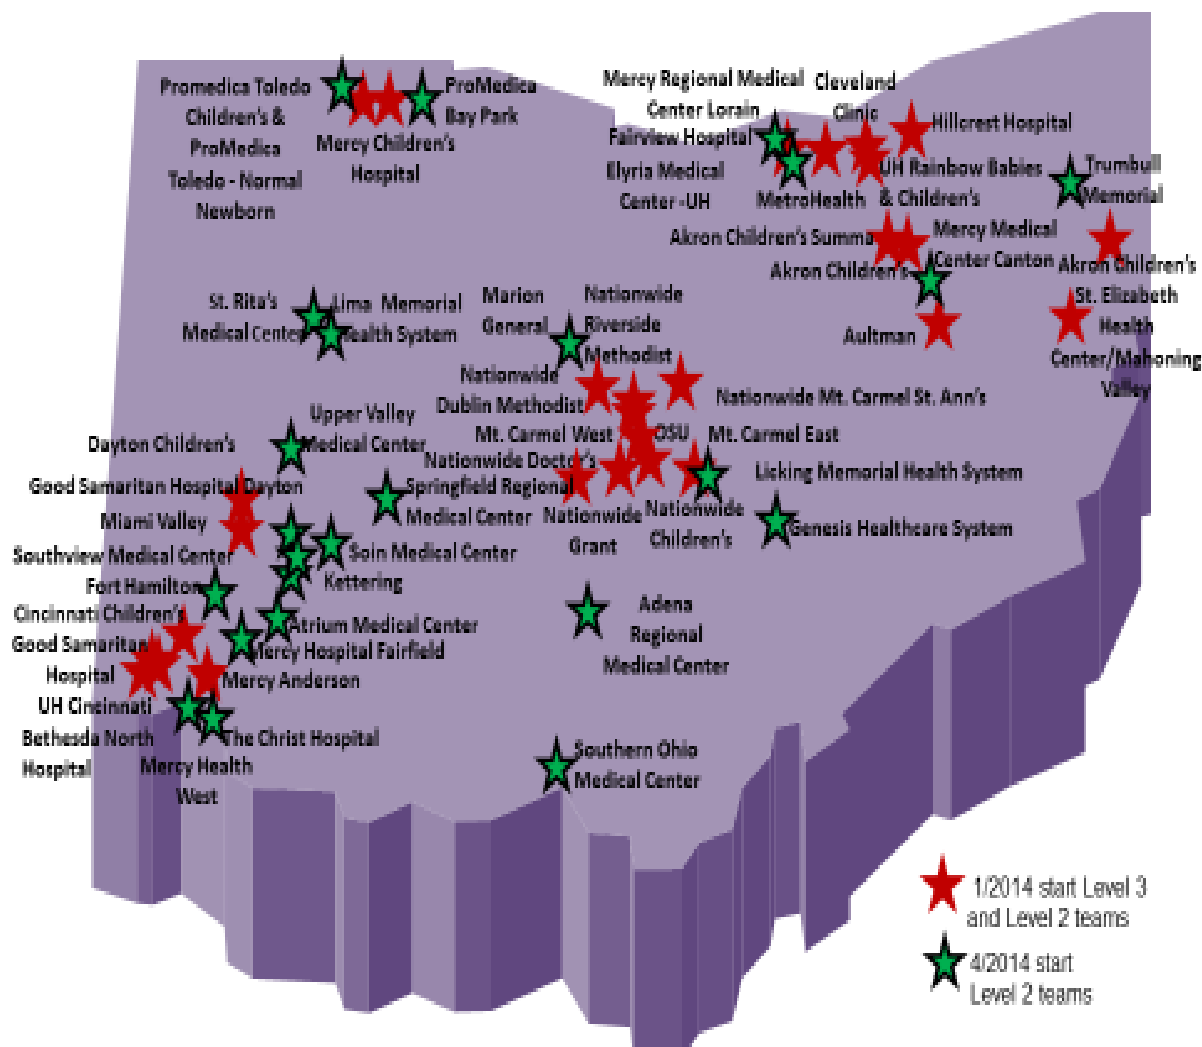 Promedica Toledo
Children's &
ProMedica
Toledo - Normal
Newborn
Mercy Children's
Hospital
ProMedica
Bay Park
Mercy Regional Medical
Center Lorain
Fairview Hospital
Elyria Medical
Center -UH
Cleveland
Clinic
Hillcrest Hospital
UH Rainbow Babies
& Children's
MetroHealth
Trumbull
Memorial
Akron Children's Summa
Akron Children's
Mercy Medical
Center Canton
Akron Children's
St. Elizabeth
Health
Center/Mahoning
Valley
Aultman
St. Rita's
Medical Center
Lima Memorial
Health System
Marion
General
Nationwide
Riverside
Methodist
Nationwide
Dublin Methodist
Nationwide Mt. Carmel St. Ann's
Mt. Carmel West
OSU
Mt. Carmel East
Nationwide Doctor's
Licking Memorial Health System
Nationwide
Grant
Nationwide
Children's
Genesis Healthcare System
Upper Valley
Medical Center
Dayton Children's
Good Samaritan Hospital Dayton
Springfield Regional
Medical Center
Miami Valley
Southview Medical Center
Soin Medical Center
Kettering
Fort Hamilton
Cincinnati Children's
Good Samaritan
Hospital
Atrium Medical Center
Mercy Hospital Fairfield
Mercy Anderson
UH Cincinnati
Bethesda North
Hospital
The Christ Hospital
Mercy Health
West
Adena
Regional
Medical Center
Southern Ohio
Medical Center
1/2014 start Level 3
and Level 2 teams
4/2014 start
Level 2 teams